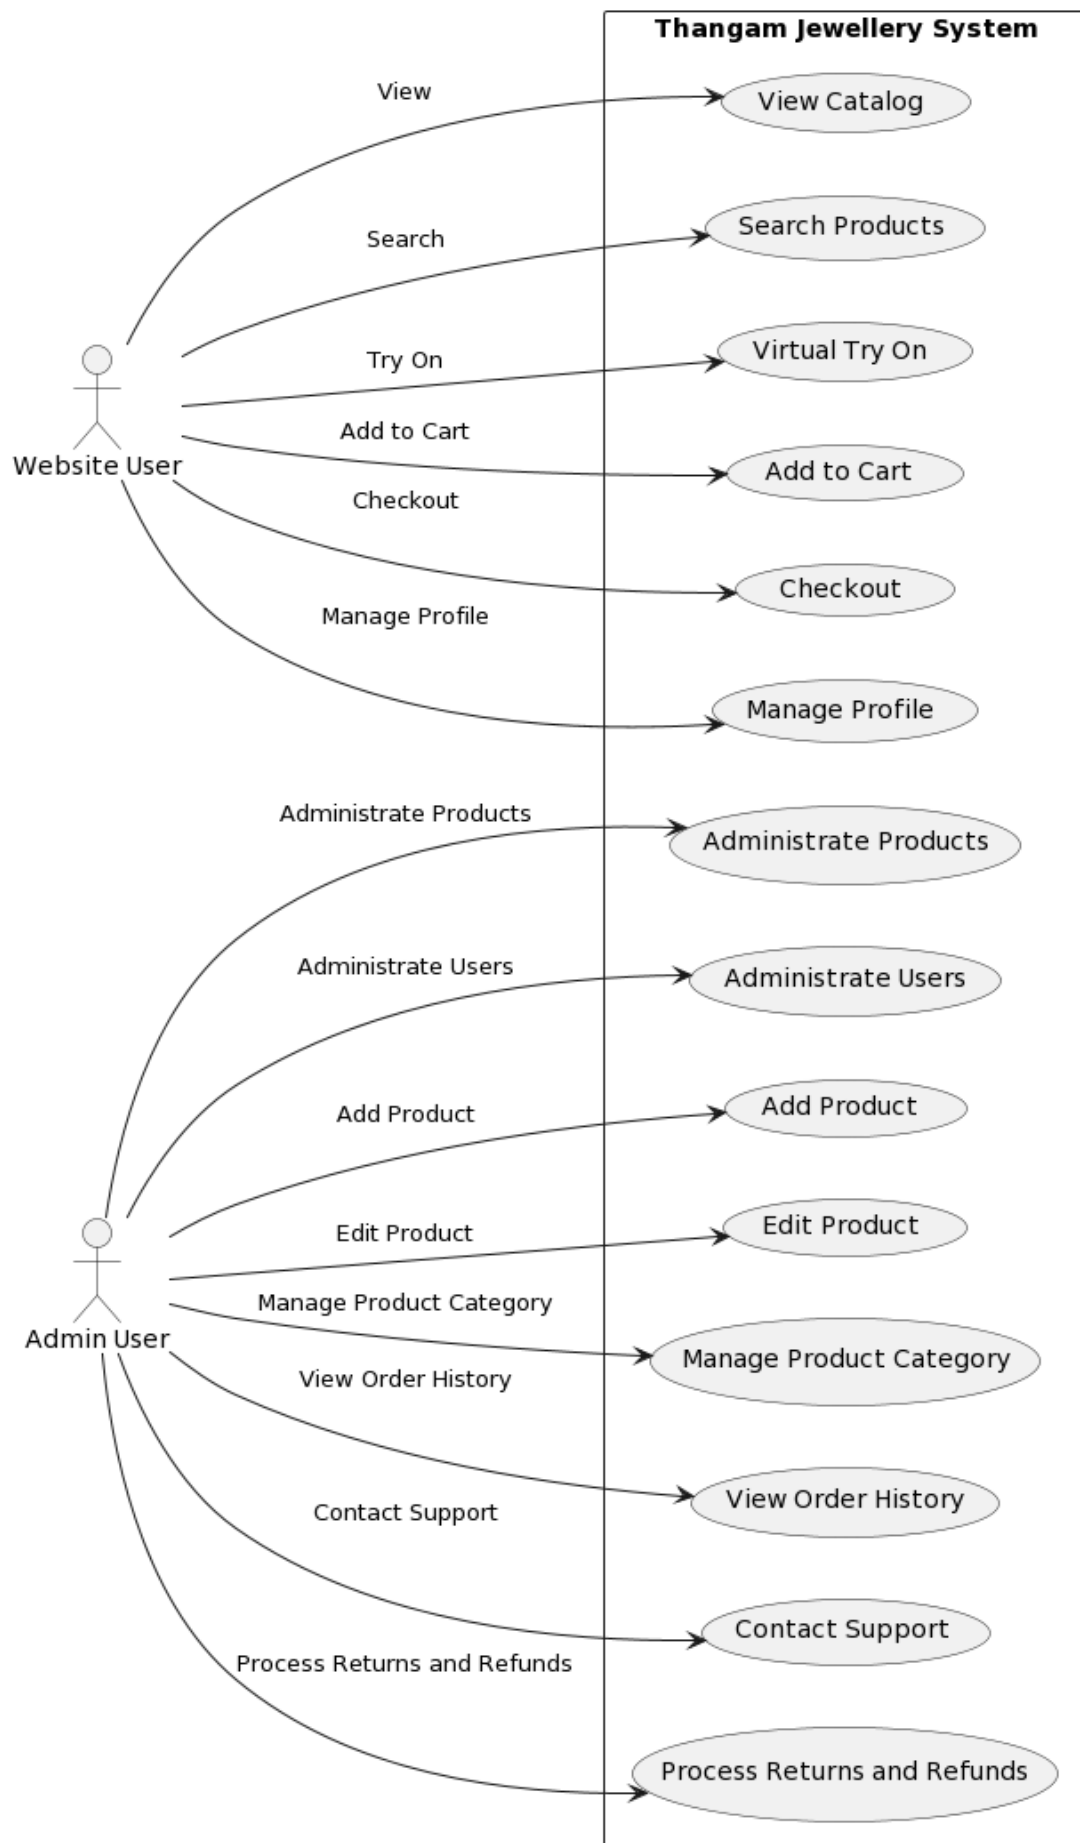 Thangam Jewellery System
View
View Catalog
Search
Search Products
Try On
Virtual Try On
Website User
Add to Cart
Add to Cart
Checkout
Checkout
Manage Profile
Manage Profile
Administrate Products
Administrate Products
Administrate Users
Administrate Users
Add Product
Add Product
Edit Product
Edit Product
Admin User
Manage Product Category
Manage Product Category
View Order History
View Order History
Contact Support
Contact Support
Process Returns and Refunds
Process Returns and Refunds